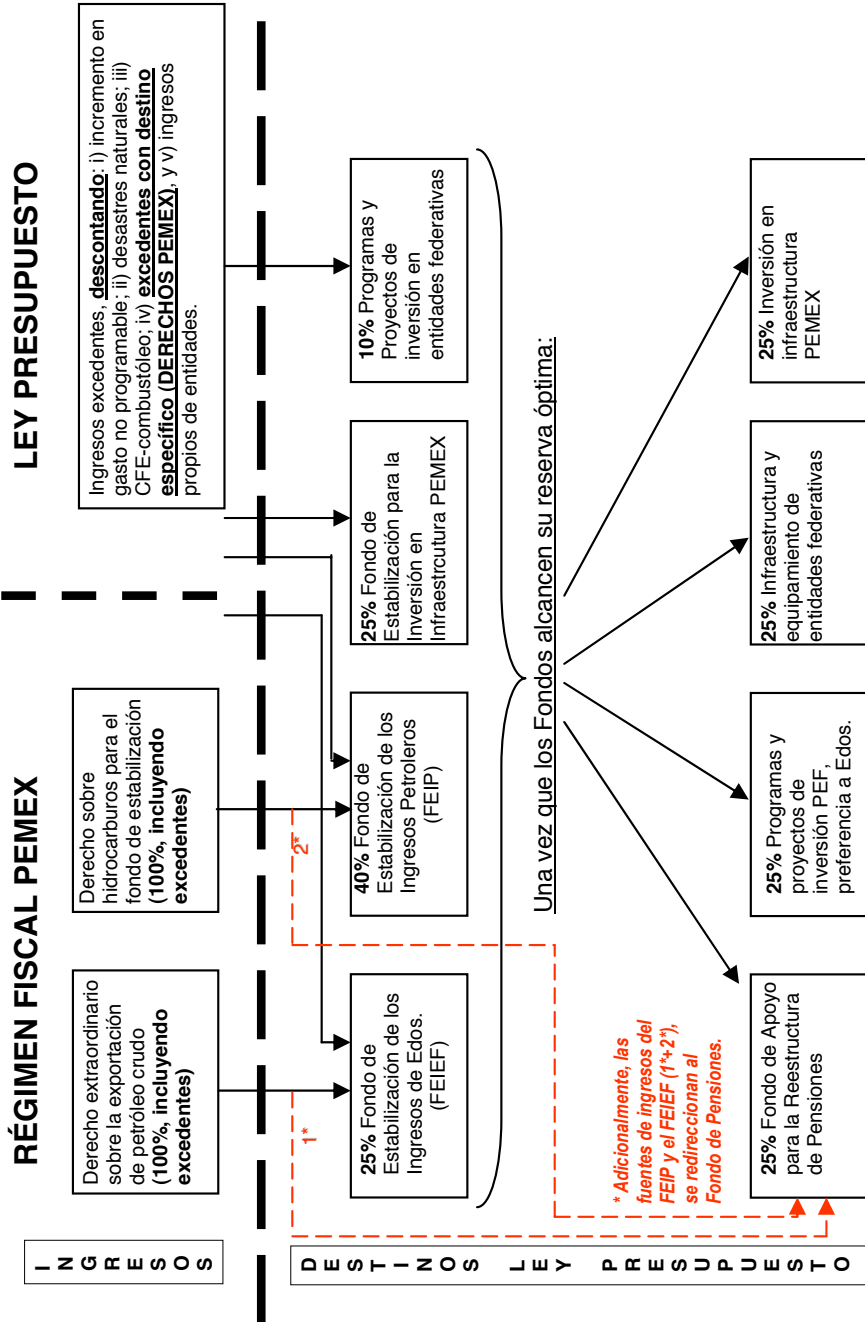 RÉGIMEN FISCAL PEMEX
LEY PRESUPUESTO
I N G R E S O S
Derecho extraordinario
sobre la exportación
de petróleo crudo
(100%, incluyendo
excedentes)
Derecho sobre
hidrocarburos para el
fondo de estabilización
(100%, incluyendo
excedentes)
Ingresos excedentes, descontando: i) incremento en
gasto no programable; ii) desastres naturales; iii)
CFE-combustóleo; iv) excedentes con destino
específico (DERECHOS PEMEX), y v) ingresos
propios de entidades.
D E S T I N O S L E Y P R E S U P U E S T O
1*
2*
25% Fondo de
Estabilización de los
Ingresos de Edos.
(FEIEF)
40% Fondo de
Estabilización de los
Ingresos Petroleros
(FEIP)
25% Fondo de
Estabilización para la
Inversión en
Infraestrcutura PEMEX
10% Programas y
Proyectos de
inversión en
entidades federativas
Una vez que los Fondos alcancen su reserva óptima:
* Adicionalmente, las
fuentes de ingresos del
FEIP y el FEIEF (1*+2*),
se redireccionan al
Fondo de Pensiones.
25% Fondo de Apoyo
para la Reestructura
de Pensiones
25% Programas y
proyectos de
inversión PEF,
preferencia a Edos.
25% Infraestructura y
equipamiento de
entidades federativas
25% Inversión en
infraestructura
PEMEX